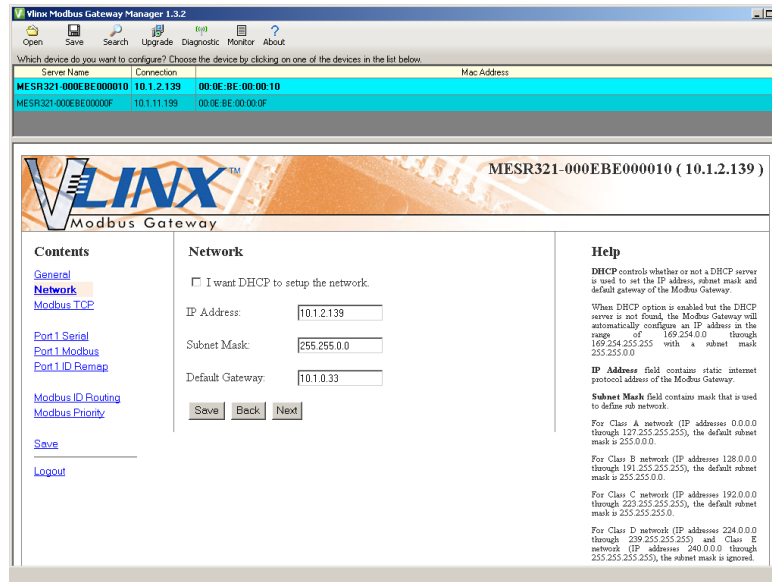 Vlinx Modbus Gateway Manager 1.3.2
Open Save Search Upgrade Diagnostic Monitor About
Which device do you want to configure? Choose the device by clicking on one of the devices in the list below.
Server Name Connection Mac Address
MESR321-000EBE000010 10.1.2.139 00:0E:BE:00:00:10
MESR321-000EBE00000F 10.1.11.199 00:0E:BE:00:00:0F
VLINX TM
Modbus Gateway
MESR321-000EBE000010 ( 10.1.2.139 )
Contents
General
Network
Modbus TCP
Port1 Serial
Port1 Modbus
Port1 ID Remap
Modbus ID Routing
Modbus Priority
Save
Logout
Network
I want DHCP to setup the network.
IP Address: 10.1.2.139
Subnet Mask: 255.255.0.0
Default Gateway: 10.1.0.33
Save Back Next
Help
DHCP controls whether or not a DHCP server
is used to set the IP address, subnet mask and
default gateway of the Modbus Gateway.
When DHCP option is enabled but the DHCP
server is not found, the Modbus Gateway will
automatically configure an IP address in the
range of 169.254.0.0 through
169.254.255.255 with a subnet mask
255.255.0.0
IP Address field contains static internet
protocol address of the Modbus Gateway.
Subnet Mask field contains mask that is used
to define sub network.
For Class A network (IP addresses 0.0.0.0
through 127.255.255.255), the default subnet
mask is 255.0.0.0.
For Class B network (IP addresses 128.0.0.0
through 191.255.255.255), the default subnet
mask is 255.255.0.0.
For Class C network (IP addresses 192.0.0.0
through 223.255.255.255), the default subnet
mask is 255.255.255.0.
For Class D network (IP addresses 224.0.0.0
through 239.255.255.255) and Class E
network (IP addresses 240.0.0.0 through
255.255.255.255), the subnet mask is ignored.